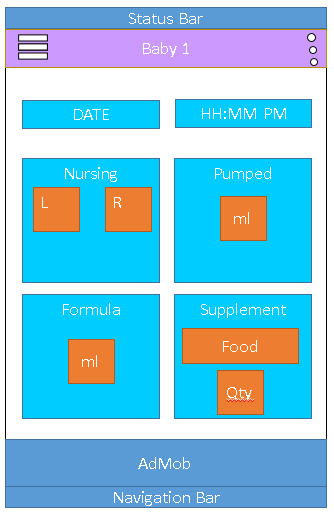 Status Bar
Baby 1
DATE
HH:MM PM
Nursing
L
R
Pumped
ml
Formula
ml
Supplement
Food
Qty
AdMob
Navigation Bar